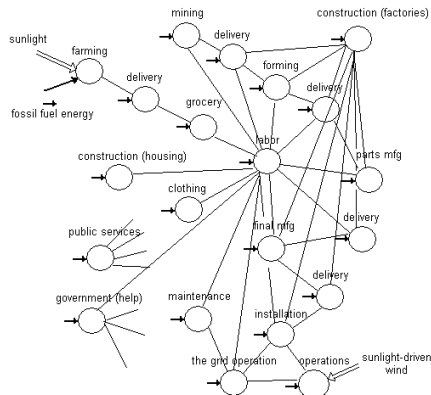 mining
construction (factories)
sunlight
delivery
farming
forming
delivery
delivery
grocery
fossil fuel energy
labor
construction (housing)
parts mfg
clothing
final mfg
delivery
public services
delivery
government (help)
maintenance
installation
the grid operation
operations
sunlight-driven
wind